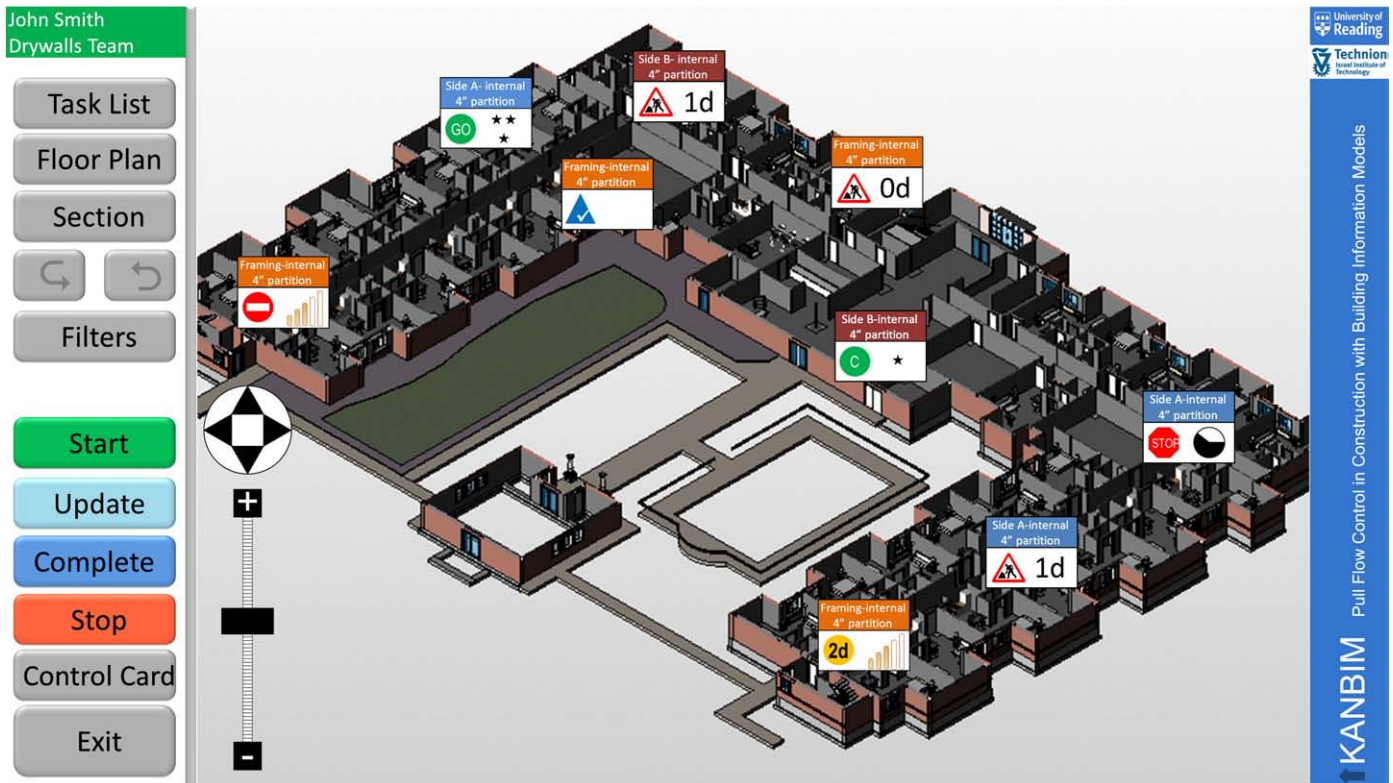 John Smith
Drywalls Team
Task List
Floor Plan
Section
Filters
Start
Update
Complete
Stop
Control Card
Exit
Side B- internal
4" partition
1d
Side A- internal
4" partition
GO
Framing-internal
4" partition
0d
Framing-internal
4" partition
Framing-internal
4" partition
Side B-internal
4" partition
C
Side A-internal
4" partition
STOP
Side A-internal
4" partition
1d
Framing-internal
4" partition
2d
+
-
University of
Reading
Technion
Israel Institute of
Technology
KANBIM Pull Flow Control in Construction with Building Information Models